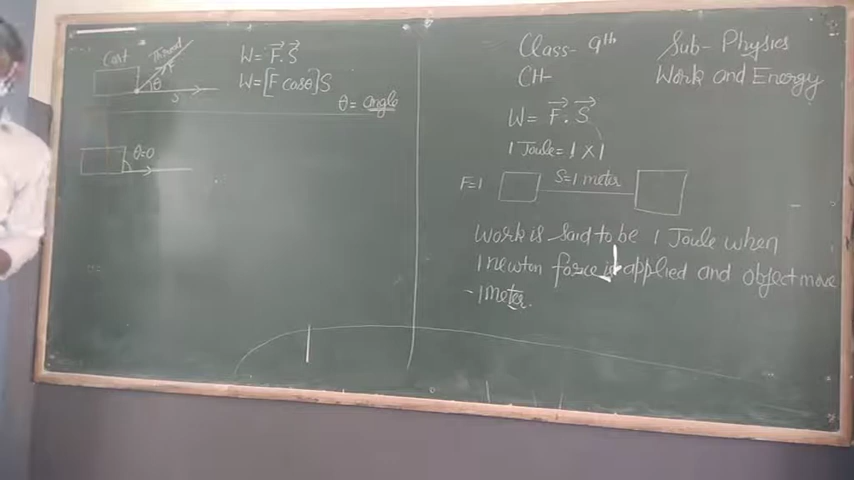 Cart
Thread
F
θ
S
W = F⃗ . S⃗
W = [F cosθ] S
θ = angle
θ=0
Class - 9th
Sub - Physics
CH
Work and Energy
W = F⃗ . S⃗
1 Joule = 1 x 1
F=1
S=1 meter
Work is said to be 1 Joule when
1 newton force is applied and object move
1 meter.